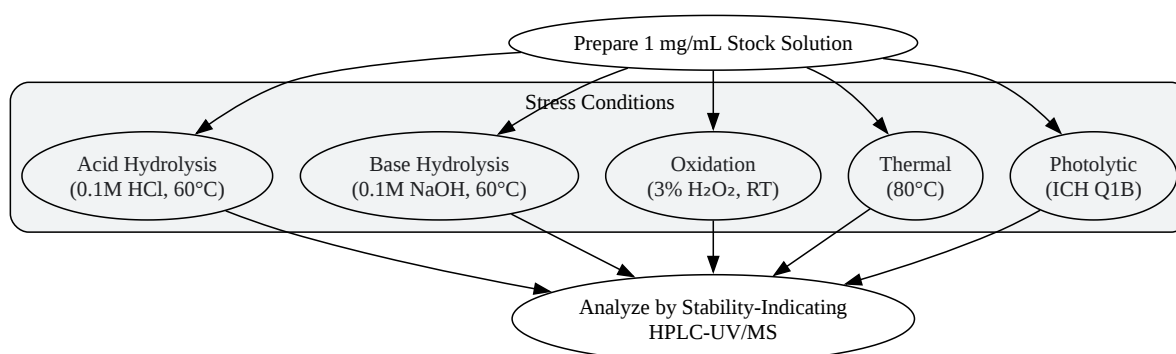 Prepare 1 mg/mL Stock Solution
Stress Conditions
Acid Hydrolysis
(0.1M HCl, 60°C)
Base Hydrolysis
(0.1M NaOH, 60°C)
Oxidation
(3% H₂O₂, RT)
Thermal
(80°C)
Photolytic
(ICH Q1B)
Analyze by Stability-Indicating
HPLC-UV/MS